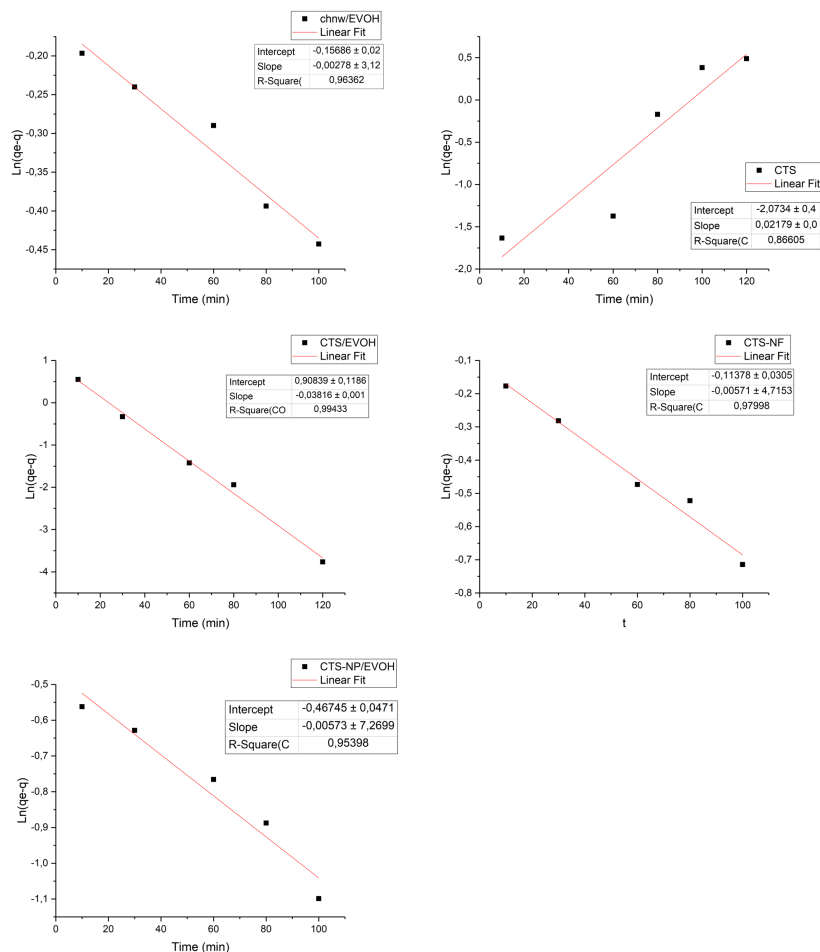 chnw/EVOH
Linear Fit
Intercept -0,15686 ± 0,02
Slope -0,00278 ± 3,12
R-Square( 0,96362
-0,20
-0,25
-0,30
-0,35
-0,40
-0,45
Ln(qe-q)
0 20 40 60 80 100
Time (min)
CTS
Linear Fit
Intercept -2,0734 ± 0,4
Slope 0,02179 ± 0,0
R-Square(C 0,86605
0,5
0,0
-0,5
-1,0
-1,5
-2,0
Ln(qe-q)
0 20 40 60 80 100 120
Time (min)
CTS/EVOH
Linear Fit
Intercept 0,90839 ± 0,1186
Slope -0,03816 ± 0,001
R-Square(CO 0,99433
1
0
-1
-2
-3
-4
Ln(qe-q)
0 20 40 60 80 100 120
Time (min)
CTS-NF
Linear Fit
Intercept -0,11378 ± 0,0305
Slope -0,00571 ± 4,7153
R-Square(C 0,97998
-0,1
-0,2
-0,3
-0,4
-0,5
-0,6
-0,7
-0,8
Ln(qe-q)
0 20 40 60 80 100
t
CTS-NP/EVOH
Linear Fit
Intercept -0,46745 ± 0,0471
Slope -0,00573 ± 7,2699
R-Square(C 0,95398
-0,5
-0,6
-0,7
-0,8
-0,9
-1,0
-1,1
Ln(qe-q)
0 20 40 60 80 100
Time (min)